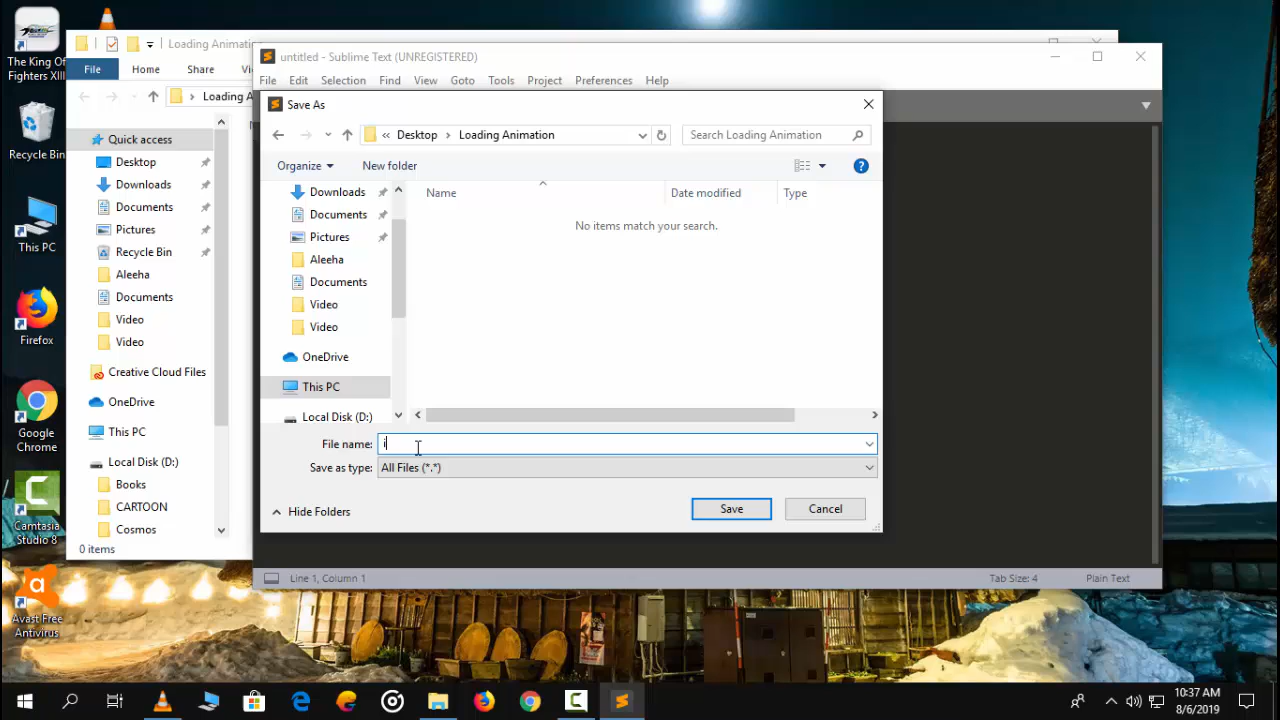 The King Of
Fighters XIII
Recycle Bin
This PC
Firefox
Google
Chrome
Camtasia
Studio 8
Avast Free
Antivirus
Loading Animati
File
Home
Share
Loading A
Quick access
Desktop
Downloads
Documents
Pictures
Recycle Bin
Aleeha
Documents
Video
Video
Creative Cloud Files
OneDrive
This PC
Local Disk (D:)
Books
CARTOON
Cosmos
0 items
untitled - Sublime Text (UNREGISTERED)
File Edit Selection Find View Goto Tools Project Preferences Help
Save As
« Desktop › Loading Animation
Search Loading Animation
Organize
New folder
Downloads
Documents
Pictures
Aleeha
Documents
Video
Video
OneDrive
This PC
Local Disk (D:)
Name Date modified Type
No items match your search.
File name: i
Save as type: All Files (*.*)
Hide Folders
Save
Cancel
Line 1, Column 1
Tab Size: 4
Plain Text
10:37 AM
8/6/2019